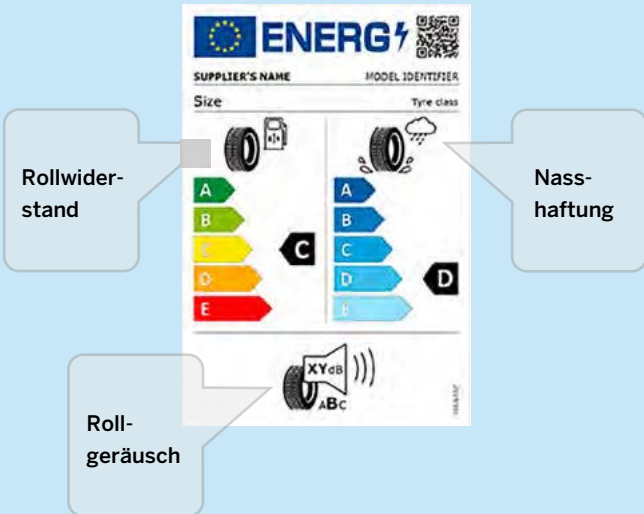 ENERG
SUPPLIER'S NAME MODEL IDENTIFIER
Size Tyre class
Rollwider-
stand
Nass-
haftung
A A
B B
C C C
D D D
E E
XYdB
ABC
Roll-
geräusch